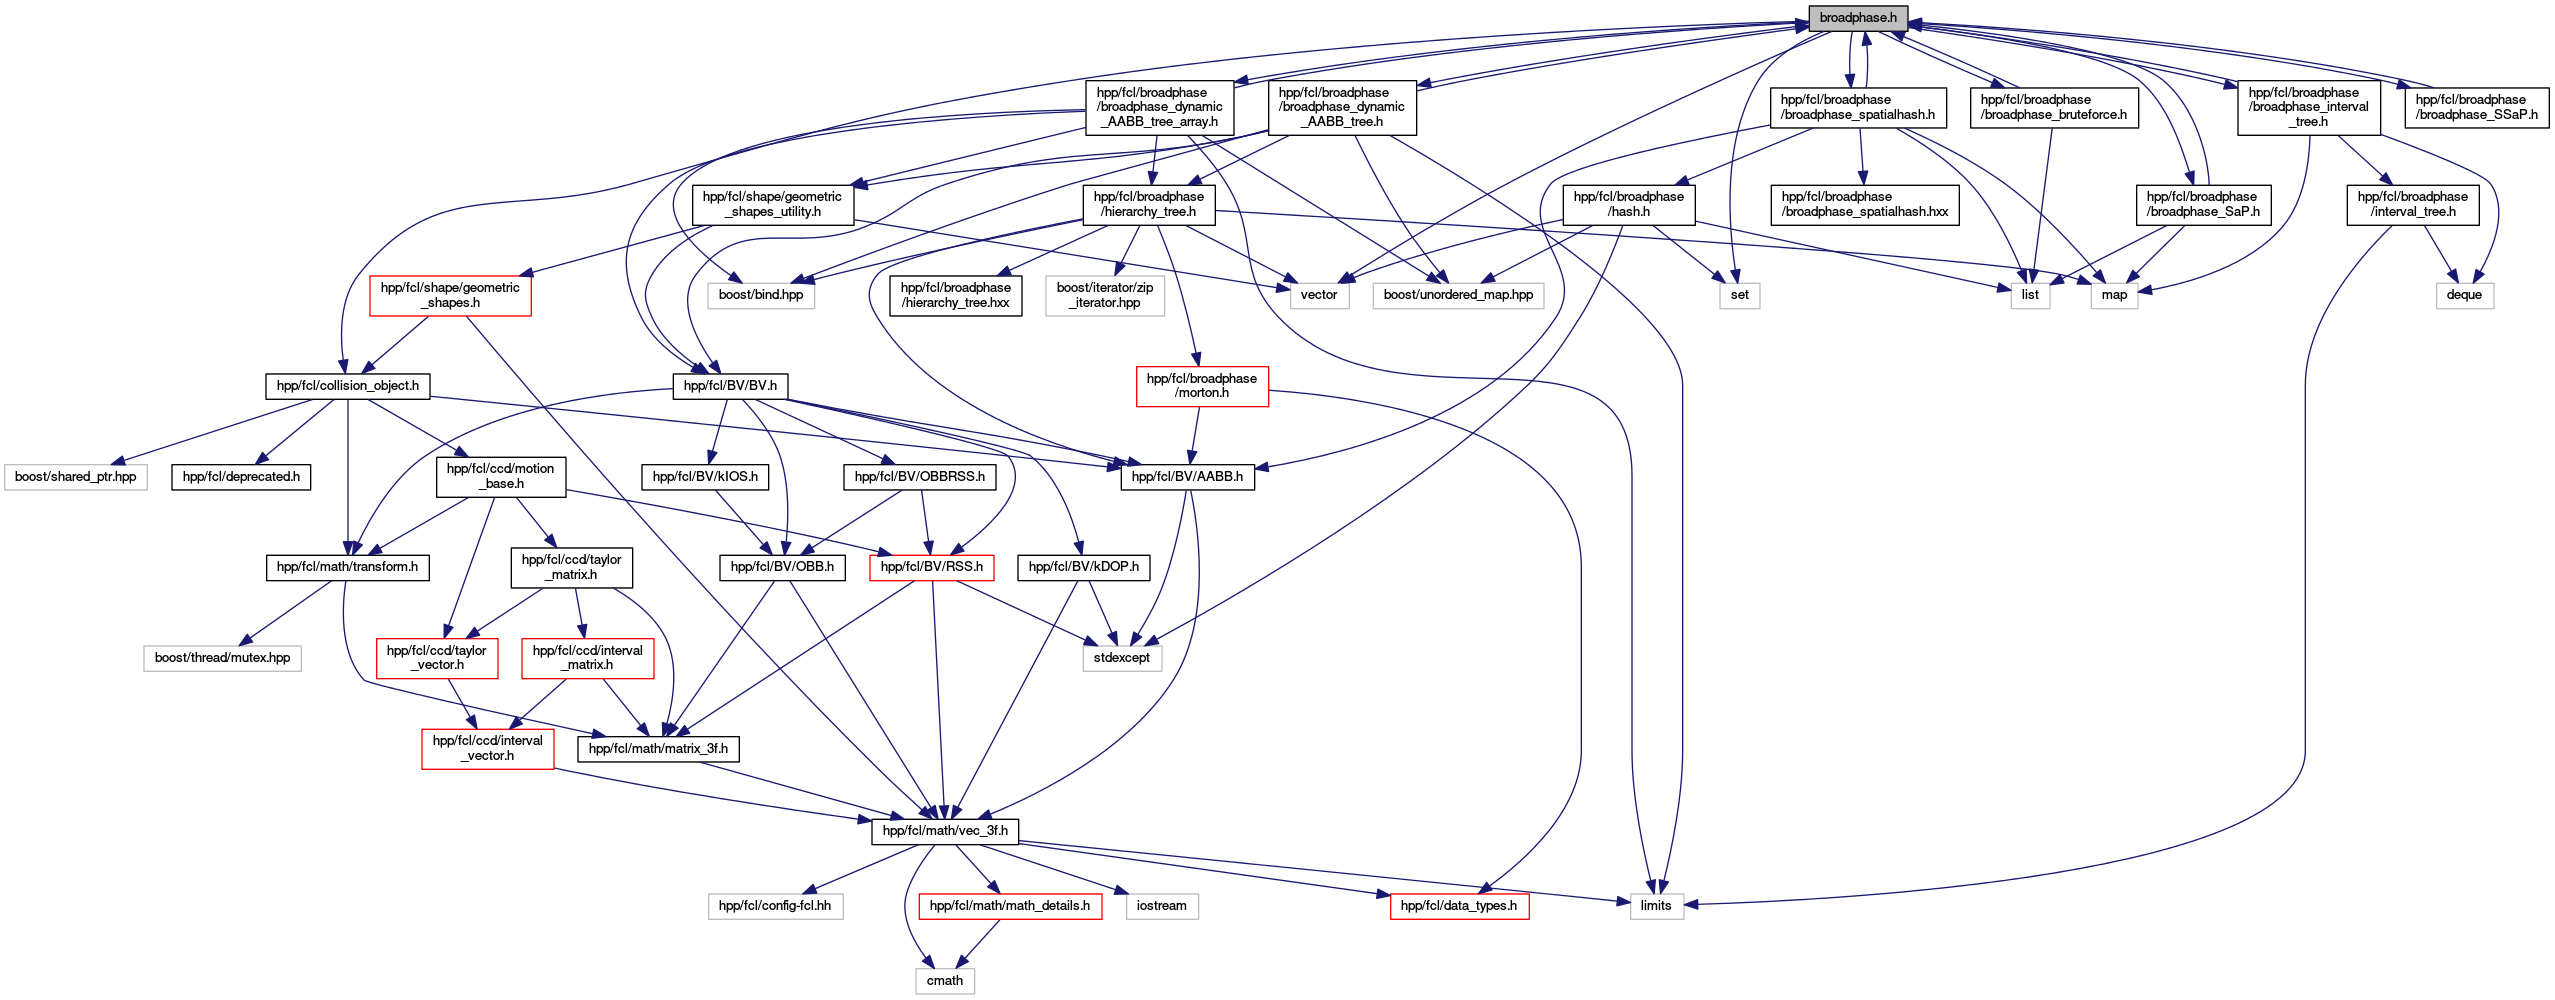 broadphase.h
hpp/fcl/broadphase
/broadphase_dynamic
_AABB_tree_array.h
hpp/fcl/broadphase
/broadphase_dynamic
_AABB_tree.h
hpp/fcl/broadphase
/broadphase_spatialhash.h
hpp/fcl/broadphase
/broadphase_bruteforce.h
hpp/fcl/broadphase
/broadphase_interval
_tree.h
hpp/fcl/broadphase
/broadphase_SSaP.h
hpp/fcl/shape/geometric
_shapes_utility.h
hpp/fcl/broadphase
/hierarchy_tree.h
hpp/fcl/broadphase
/hash.h
hpp/fcl/broadphase
/broadphase_spatialhash.hxx
hpp/fcl/broadphase
/broadphase_SaP.h
hpp/fcl/broadphase
/interval_tree.h
hpp/fcl/shape/geometric
_shapes.h
boost/bind.hpp
hpp/fcl/broadphase
/hierarchy_tree.hxx
boost/iterator/zip
_iterator.hpp
vector
boost/unordered_map.hpp
set
list
map
deque
hpp/fcl/collision_object.h
hpp/fcl/BV/BV.h
hpp/fcl/broadphase
/morton.h
boost/shared_ptr.hpp
hpp/fcl/deprecated.h
hpp/fcl/ccd/motion
_base.h
hpp/fcl/BV/kIOS.h
hpp/fcl/BV/OBBRSS.h
hpp/fcl/BV/AABB.h
hpp/fcl/math/transform.h
hpp/fcl/ccd/taylor
_matrix.h
hpp/fcl/BV/OBB.h
hpp/fcl/BV/RSS.h
hpp/fcl/BV/kDOP.h
boost/thread/mutex.hpp
hpp/fcl/ccd/taylor
_vector.h
hpp/fcl/ccd/interval
_matrix.h
stdexcept
hpp/fcl/ccd/interval
_vector.h
hpp/fcl/math/matrix_3f.h
hpp/fcl/math/vec_3f.h
hpp/fcl/config-fcl.hh
hpp/fcl/math/math_details.h
iostream
hpp/fcl/data_types.h
limits
cmath